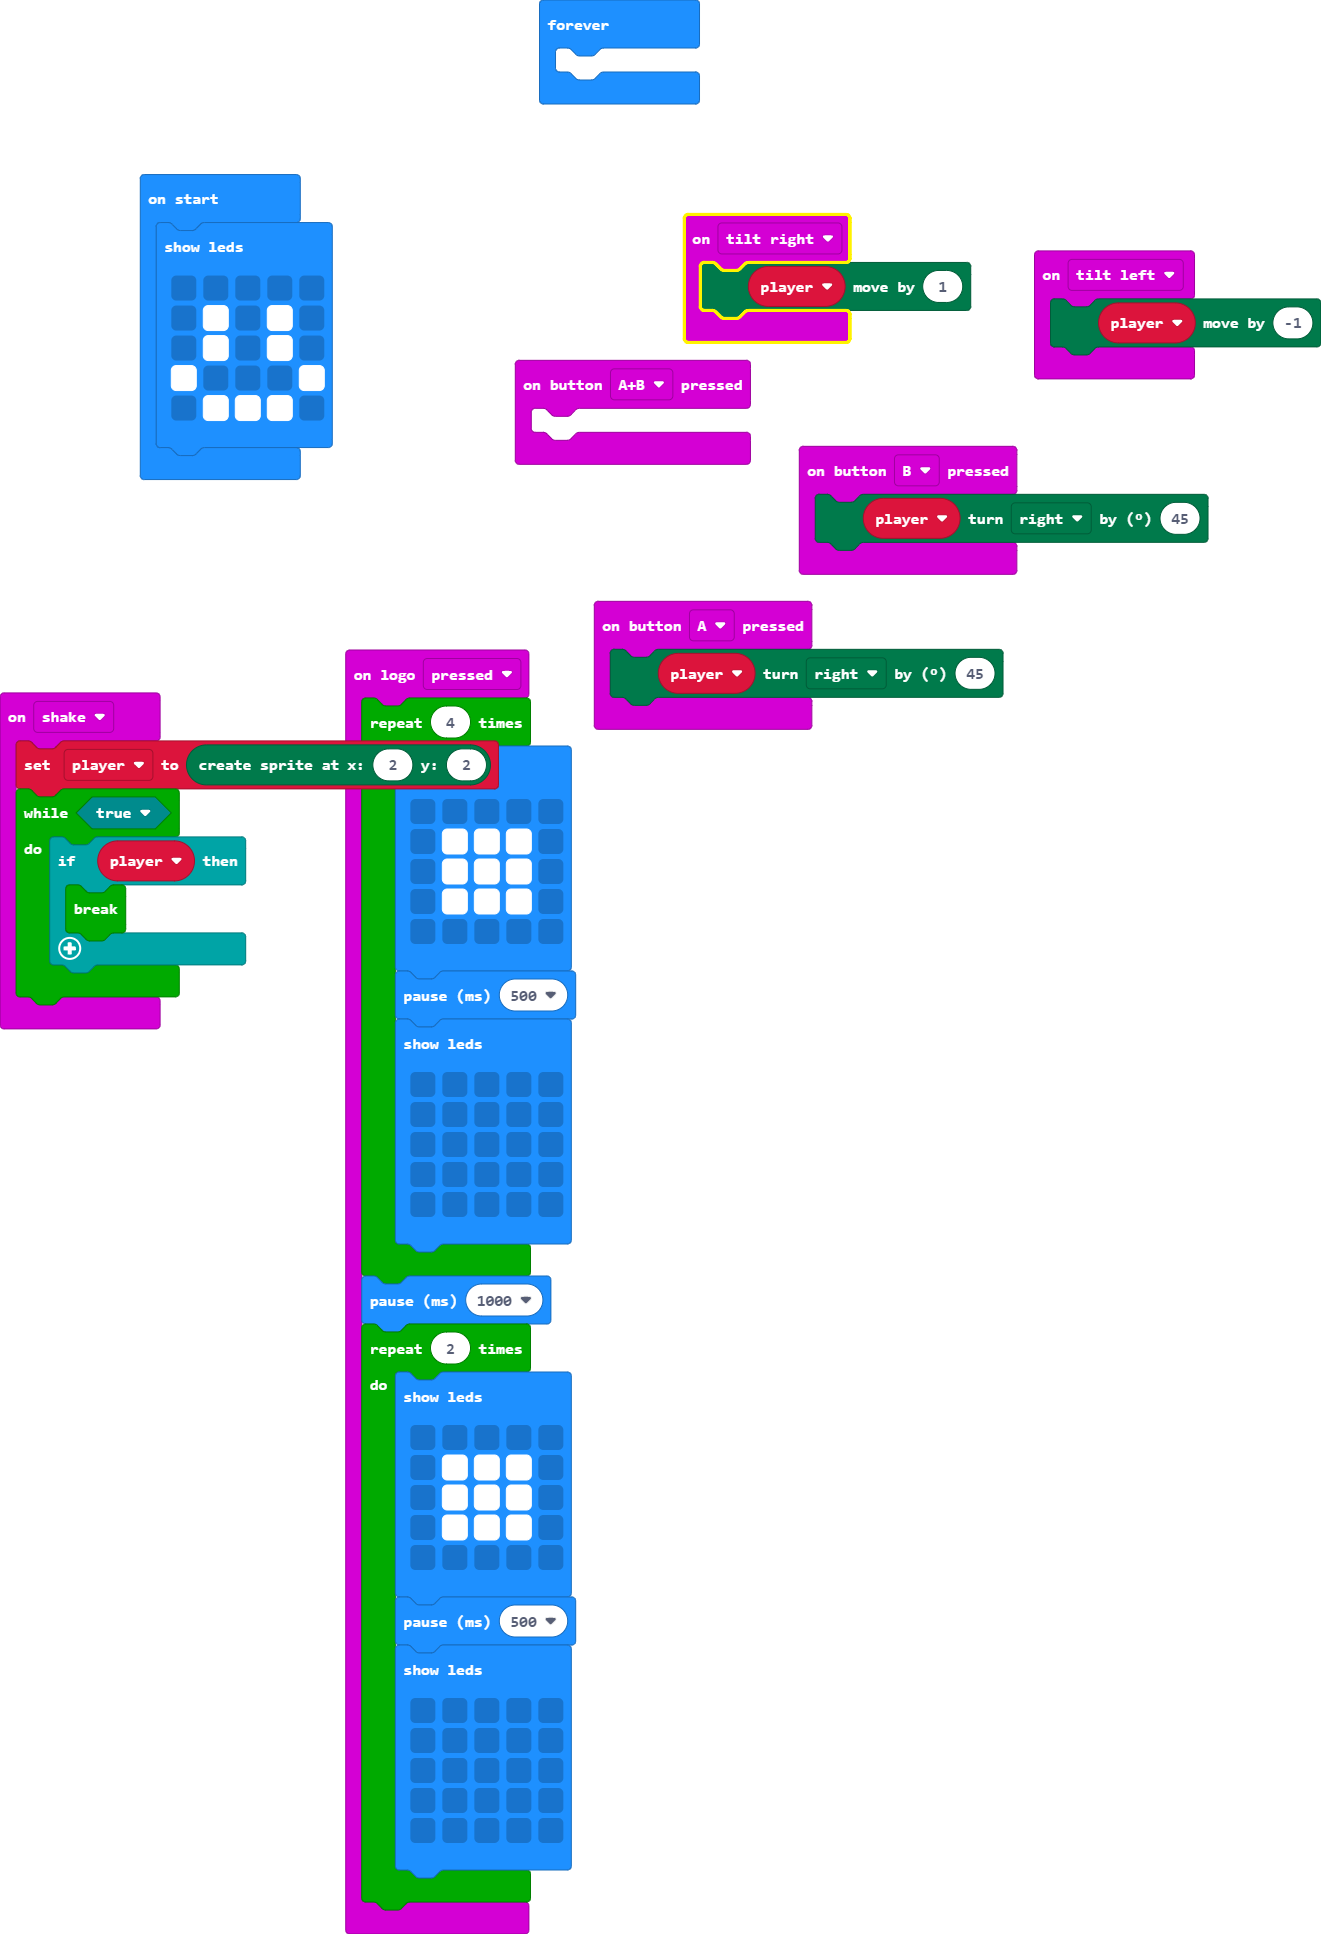 forever
on start
show leds
on tilt right
player move by 1
on tilt left
player move by -1
on button A+B pressed
on button B pressed
player turn right by (º) 45
on button A pressed
player turn right by (º) 45
on shake
set player to create sprite at x: 2 y: 2
while true
do
if player then
break
on logo pressed
repeat 4 times
pause (ms) 500
show leds
pause (ms) 1000
repeat 2 times
do
show leds
pause (ms) 500
show leds